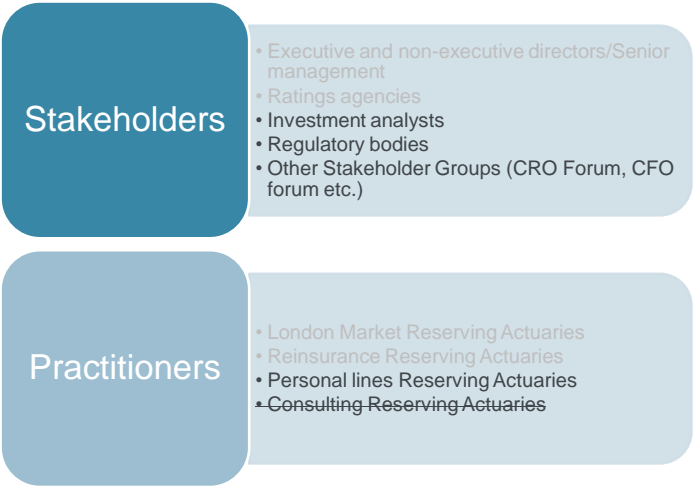 Stakeholders
• Executive and non-executive directors/Senior
management
• Ratings agencies
• Investment analysts
• Regulatory bodies
• Other Stakeholder Groups (CRO Forum, CFO
forum etc.)
Practitioners
• London Market Reserving Actuaries
• Reinsurance Reserving Actuaries
• Personal lines Reserving Actuaries
• Consulting Reserving Actuaries